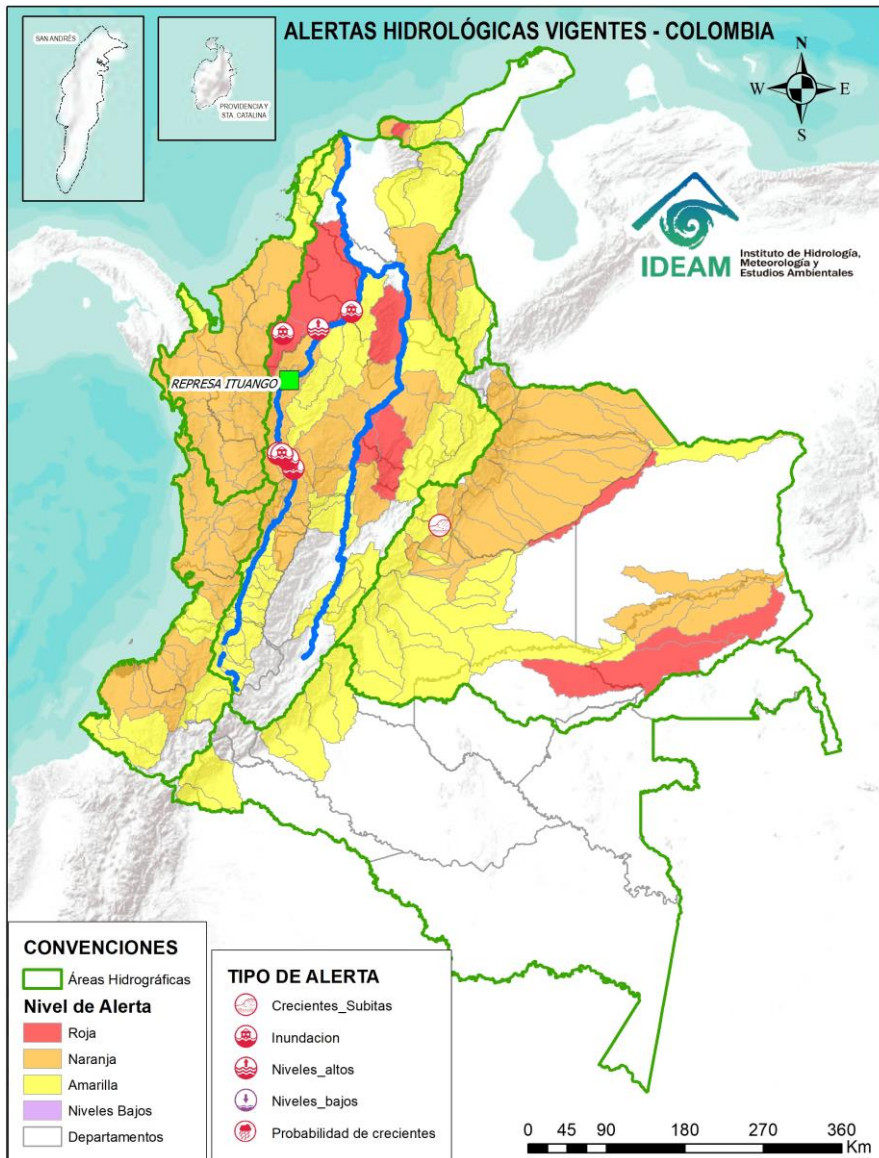 ALERTAS HIDROLÓGICAS VIGENTES - COLOMBIA
SAN ANDRÉS
PROVIDENCIA Y
STA. CATALINA
N
W
E
S
IDEAM
Instituto de Hidrología,
Meteorología y
Estudios Ambientales
REPRESA ITUANGO
CONVENCIONES
Áreas Hidrográficas
Nivel de Alerta
Roja
Naranja
Amarilla
Niveles Bajos
Departamentos
TIPO DE ALERTA
Crecientes_Subitas
Inundacion
Niveles_altos
Niveles_bajos
Probabilidad de crecientes
0 45 90 180 270 360
Km